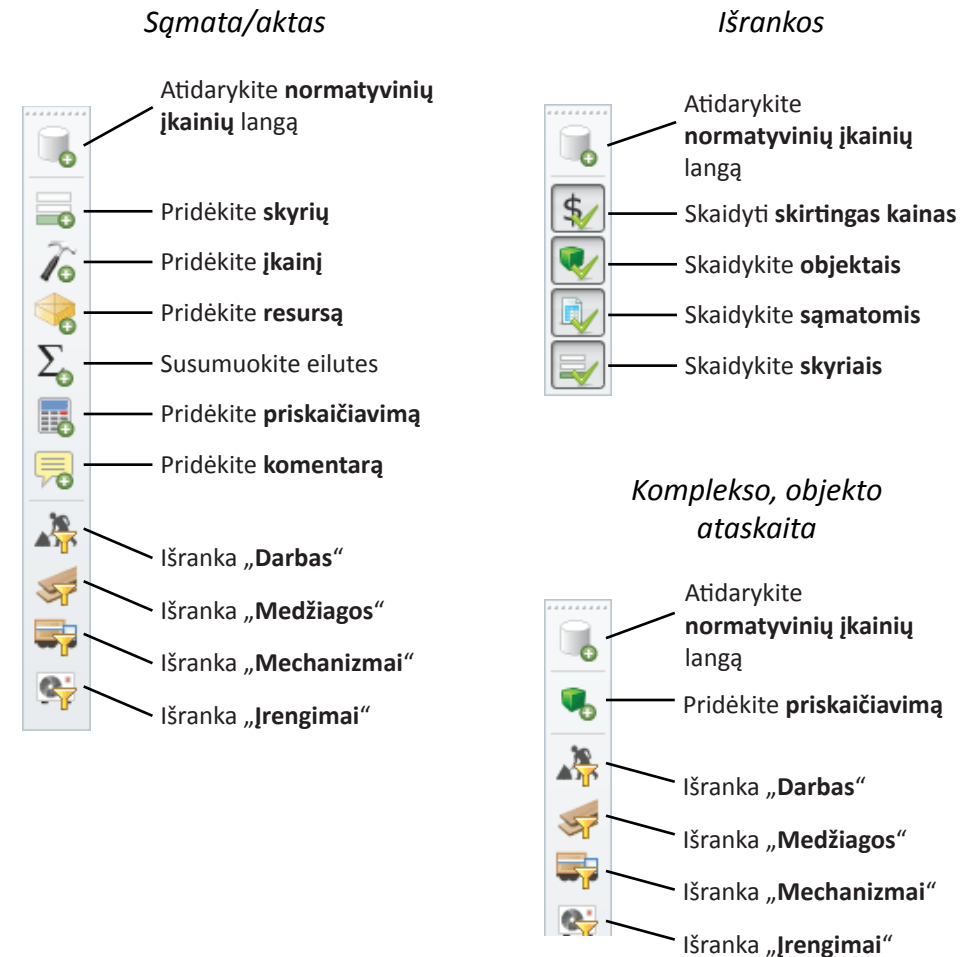 Sąmata/aktas
Atidarykite normatyvinių
įkainių langą
Pridėkite skyrių
Pridėkite įkainį
Pridėkite resursą
Susumuokite eilutes
Pridėkite priskaičiavimą
Pridėkite komentarą
Išranka „Darbas“
Išranka „Medžiagos“
Išranka „Mechanizmai“
Išranka „Įrengimai“
Išrankos
Atidarykite
normatyvinių įkainių
langą
Skaidyti skirtingas kainas
Skaidykite objektais
Skaidykite sąmatomis
Skaidykite skyriais
Komplekso, objekto
ataskaita
Atidarykite
normatyvinių įkainių
langą
Pridėkite priskaičiavimą
Išranka „Darbas“
Išranka „Medžiagos“
Išranka „Mechanizmai“
Išranka „Įrengimai“